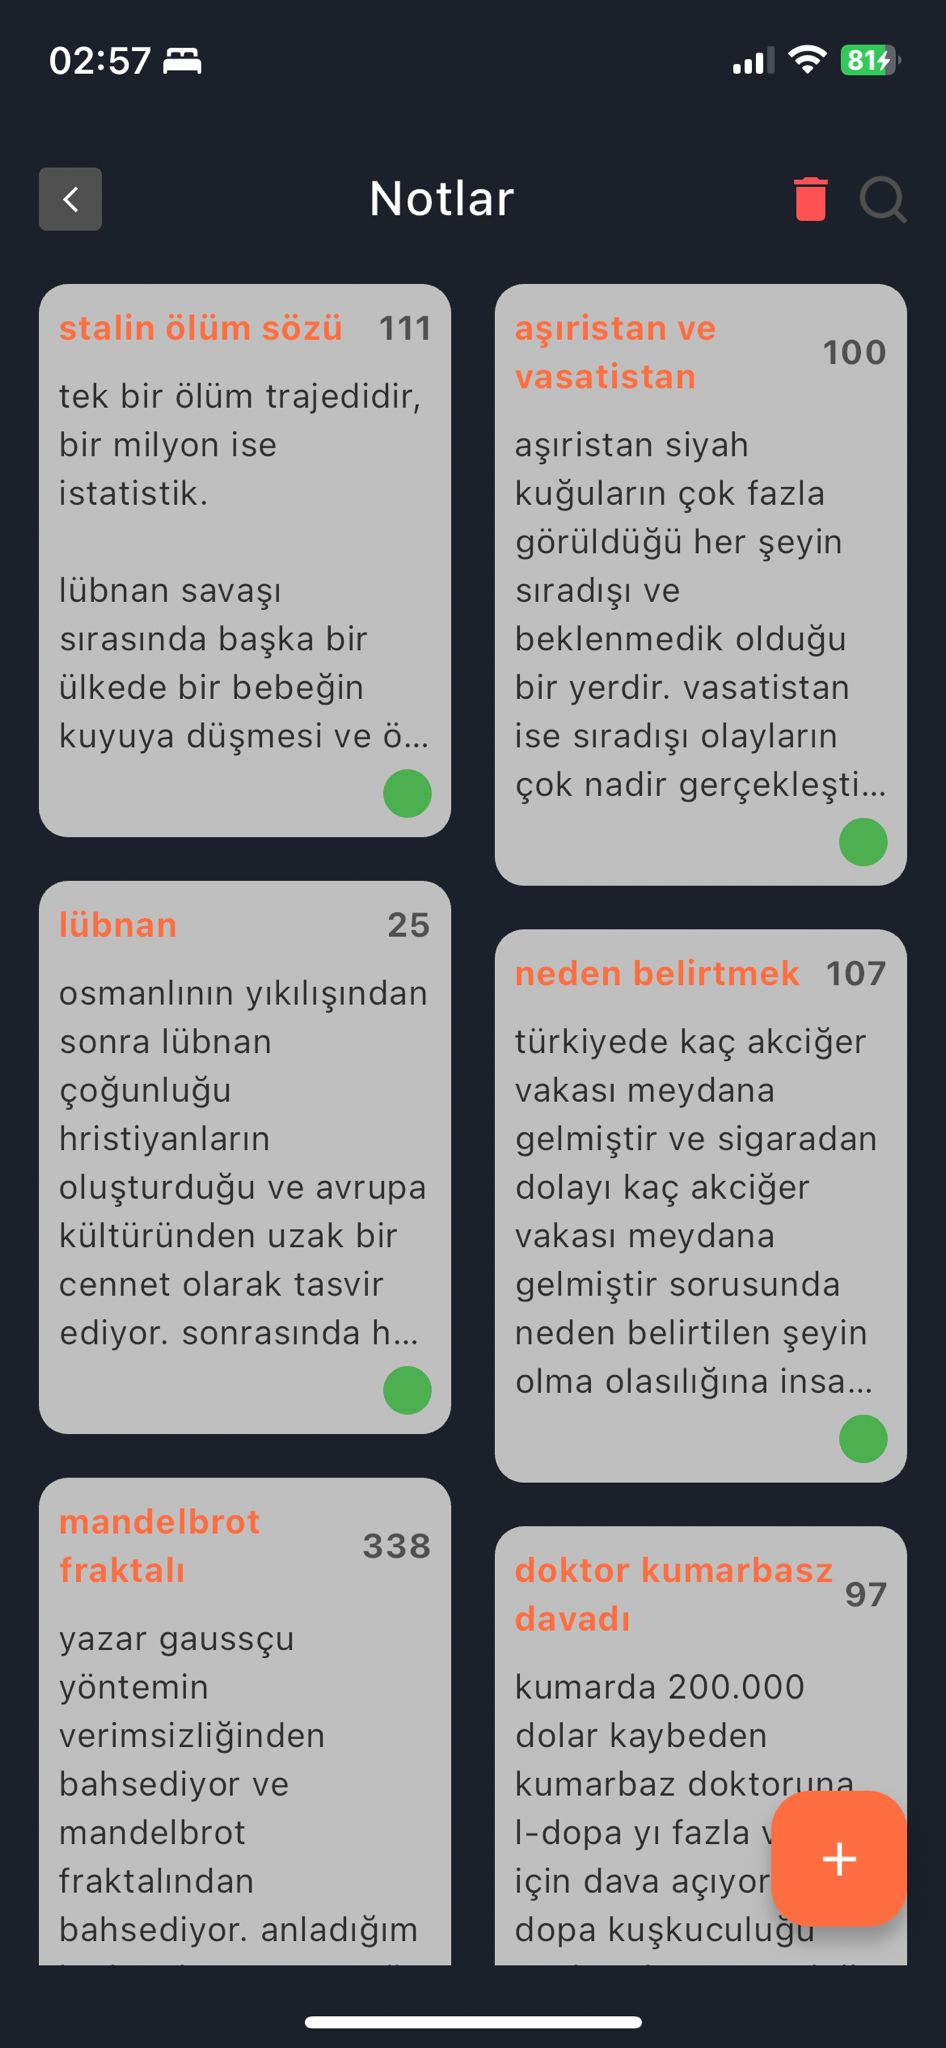 02:57
81
Notlar
stalin ölüm sözü 111
tek bir ölüm trajedidir,
bir milyon ise
istatistik.
lübnan savaşı
sırasında başka bir
ülkede bir bebeğin
kuyuya düşmesi ve ö...
aşıristan ve
vasatistan
100
aşıristan siyah
kuğuların çok fazla
görüldüğü her şeyin
sıradışı ve
beklenmedik olduğu
bir yerdir. vasatistan
ise sıradışı olayların
çok nadir gerçekleşti...
lübnan 25
osmanlının yıkılışından
sonra lübnan
çoğunluğu
hristiyanların
oluşturduğu ve avrupa
kültüründen uzak bir
cennet olarak tasvir
ediyor. sonrasında h...
neden belirtmek 107
türkiyede kaç akciğer
vakası meydana
gelmiştir ve sigaradan
dolayı kaç akciğer
vakası meydana
gelmiştir sorusunda
neden belirtilen şeyin
olma olasılığına insa...
mandelbrot
fraktalı
338
yazar gaussçu
yöntemin
verimsizliğinden
bahsediyor ve
mandelbrot
fraktalından
bahsediyor. anladığım
doktor kumarbasz
davadı
97
kumarda 200.000
dolar kaybeden
kumarbaz doktoruna
l-dopa yı fazla
için dava açıyor
dopa kuşkuculuğu